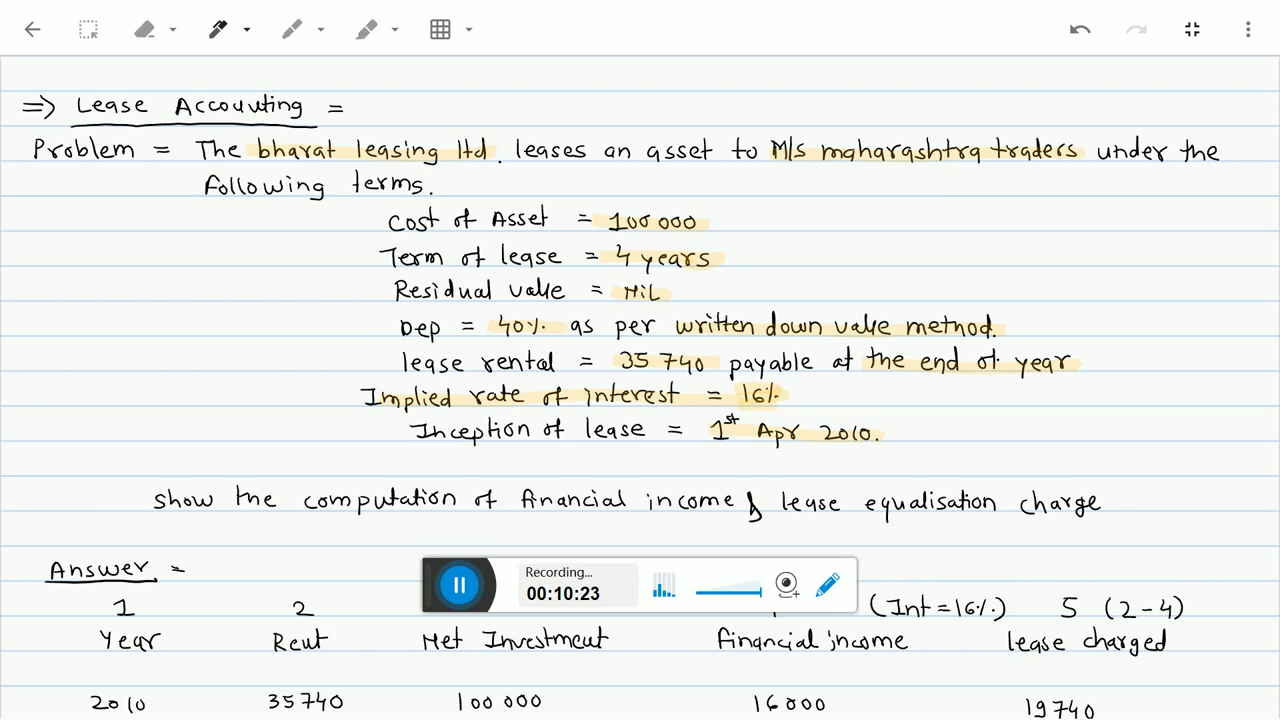 => Lease Accounting =
Problem = The bharat leasing ltd. leases an asset to M/s maharashtra traders under the
following terms.
Cost of Asset = 100 000
Term of lease = 4 years
Residual value = Nil
Dep = 40% as per written down value method.
lease rental = 35 740 payable at the end of year
Implied rate of interest = 16%
Inception of lease = 1st Apr 2010.
show the computation of financial income & lease equalisation charge
Answer =
Recording...
00:10:23
1 2 (Int = 16%) 5 (2-4)
Year Rent Net Investment financial income lease charged
2010 35740 100 000 16000 19740